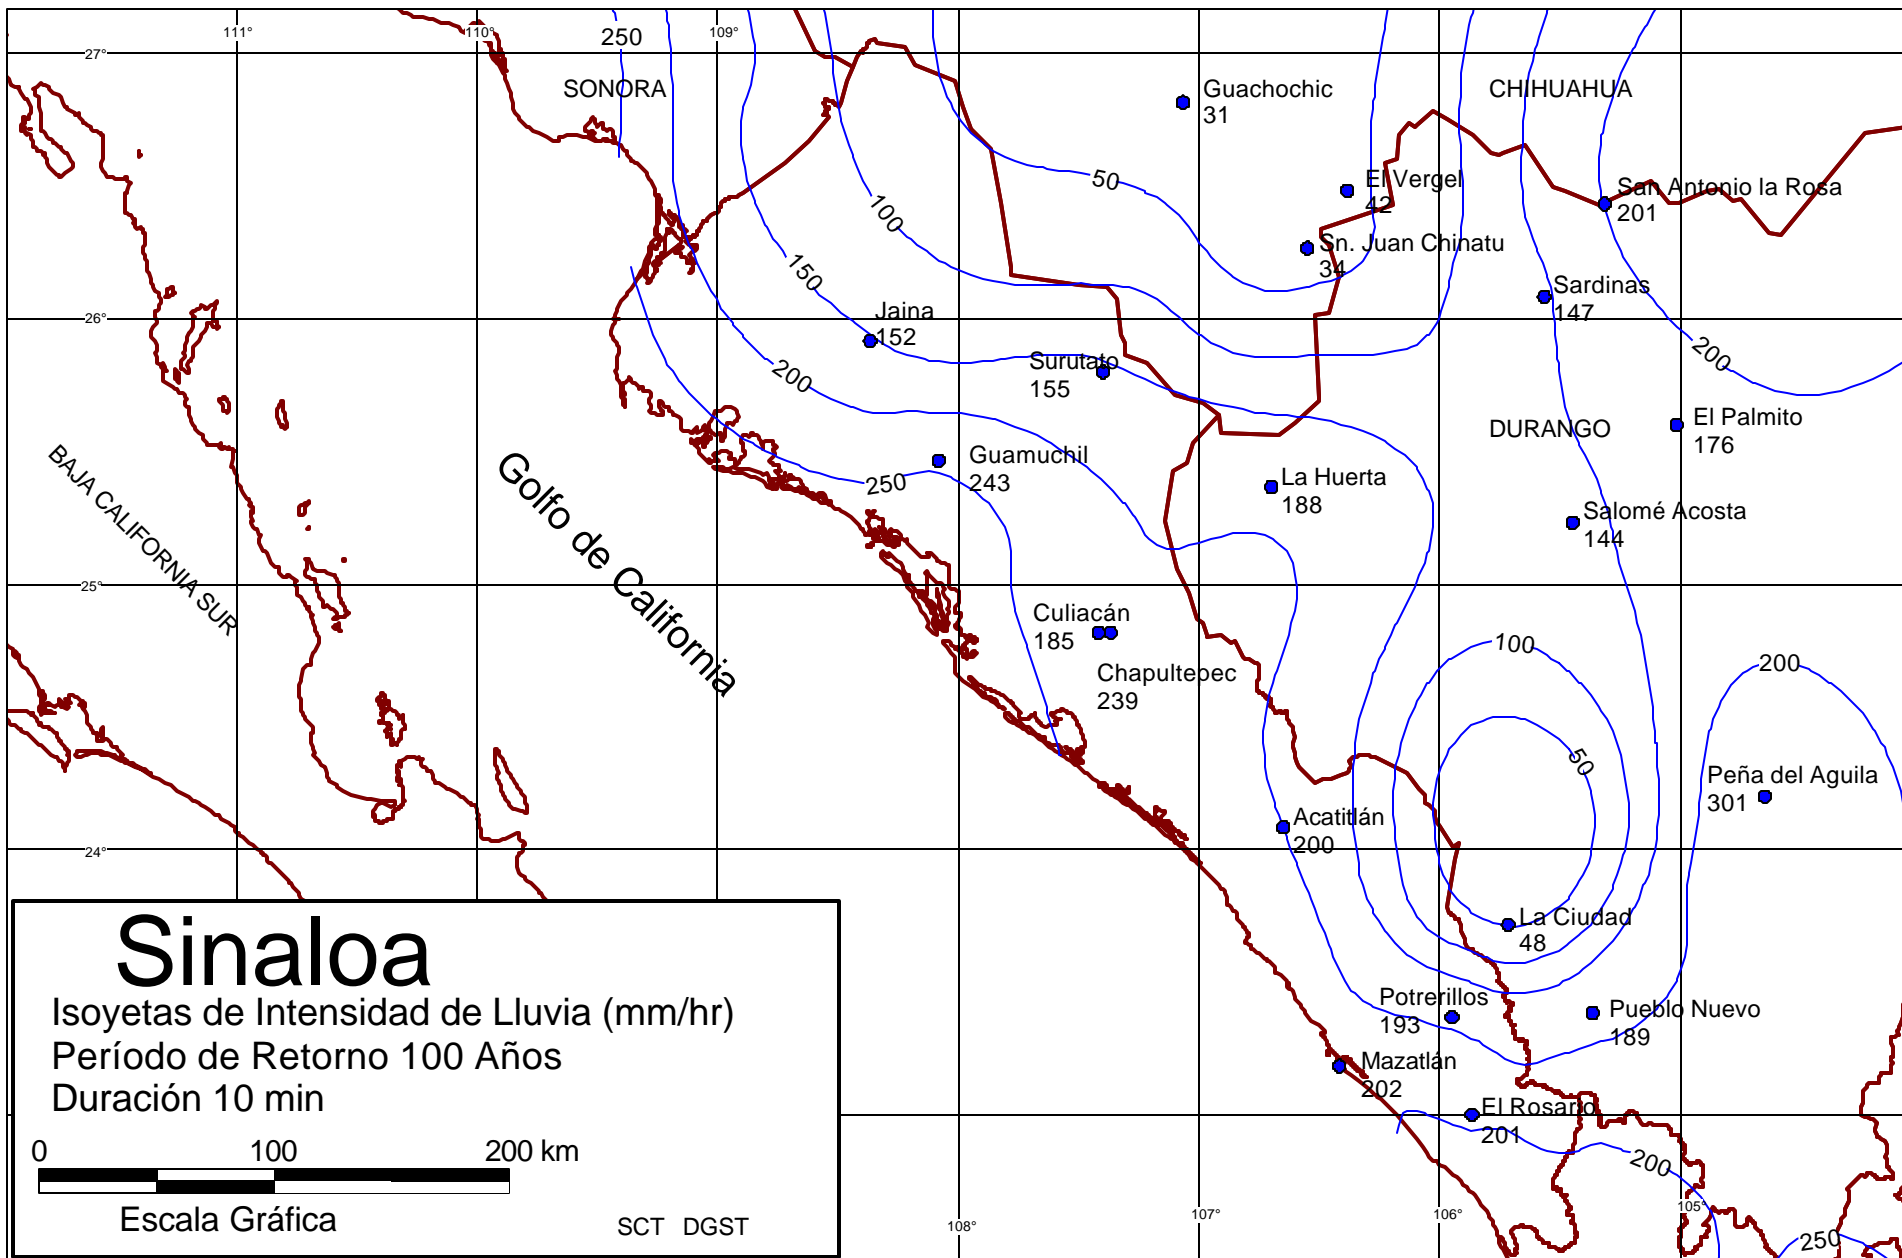 111°
110°
250
109°
27°
SONORA
Guachochic
31
CHIHUAHUA
50
El Vergel
42
San Antonio la Rosa
201
100
Sn. Juan Chinatu
34
150
Sardinas
147
26°
Jaina
152
200
Surutato
155
200
El Palmito
176
DURANGO
BAJA CALIFORNIA SUR
Golfo de California
Guamuchil
243
250
La Huerta
188
Salomé Acosta
144
25°
Culiacán
185
Chapultepec
239
100
200
50
Peña del Aguila
301
Acatitlán
200
24°
La Ciudad
48
Potrerillos
193
Pueblo Nuevo
189
Mazatlán
202
El Rosario
201
200
105°
108°
107°
106°
250
Sinaloa
Isoyetas de Intensidad de Lluvia (mm/hr)
Período de Retorno 100 Años
Duración 10 min
0 100 200 km
Escala Gráfica
SCT DGST